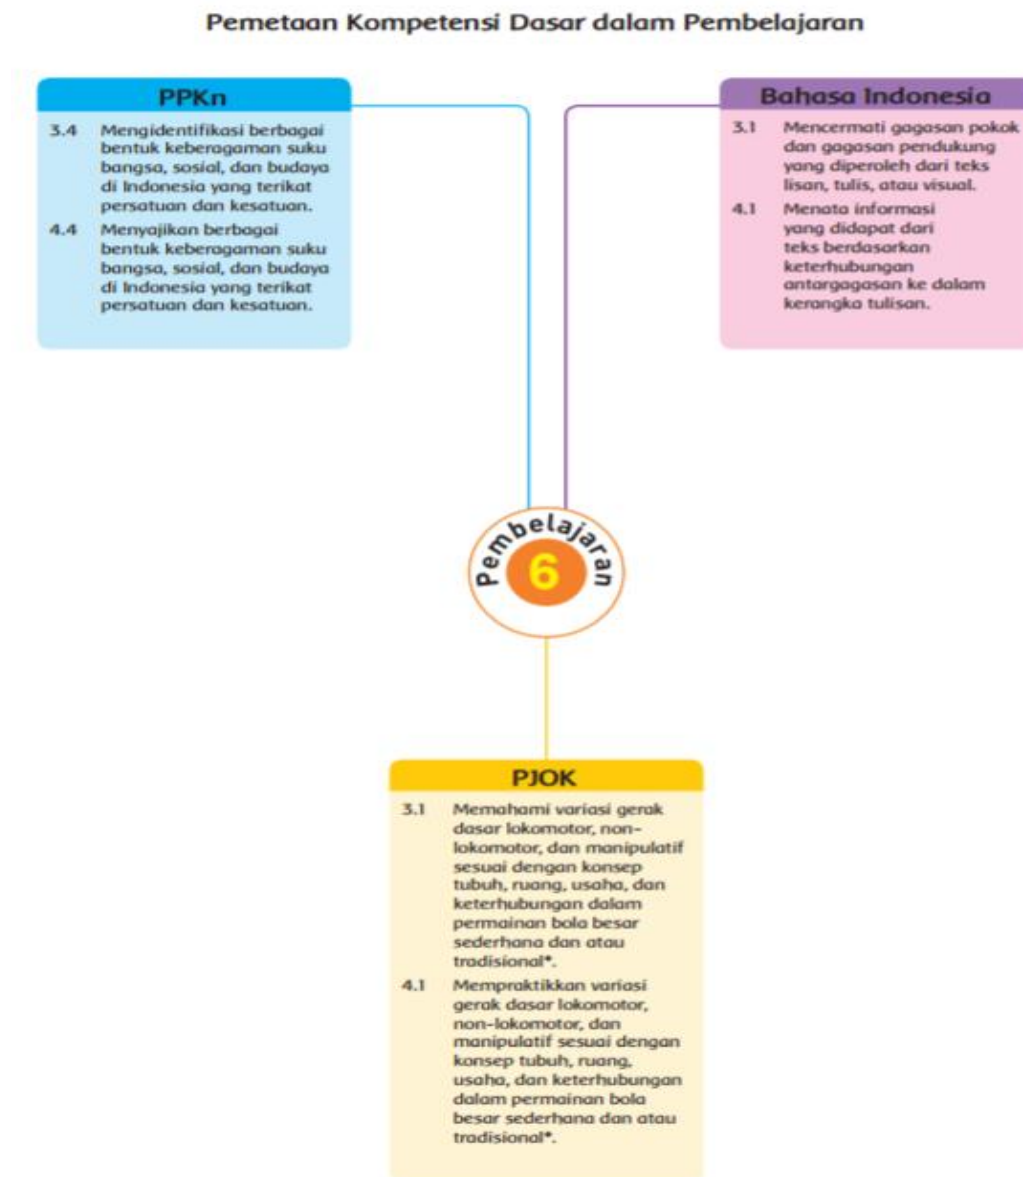 Pemetaan Kompetensi Dasar dalam Pembelajaran
PPKn
3.4 Mengidentifikasi berbagai
bentuk keberagaman suku
bangsa, sosial, dan budaya
di Indonesia yang terikat
persatuan dan kesatuan.
4.4 Menyajikan berbagai
bentuk keberagaman suku
bangsa, sosial, dan budaya
di Indonesia yang terikat
persatuan dan kesatuan.
Bahasa Indonesia
3.1 Mencermati gagasan pokok
dan gagasan pendukung
yang diperoleh dari teks
lisan, tulis, atau visual.
4.1 Menata informasi
yang didapat dari
teks berdasarkan
keterhubungan
antargagasan ke dalam
kerangka tulisan.
Pembelajaran
6
PJOK
3.1 Memahami variasi gerak
dasar lokomotor, non-
lokomotor, dan manipulatif
sesuai dengan konsep
tubuh, ruang, usaha, dan
keterhubungan dalam
permainan bola besar
sederhana dan atau
tradisional*.
4.1 Mempraktikkan variasi
gerak dasar lokomotor,
non-lokomotor, dan
manipulatif sesuai dengan
konsep tubuh, ruang,
usaha, dan keterhubungan
dalam permainan bola
besar sederhana dan atau
tradisional*.